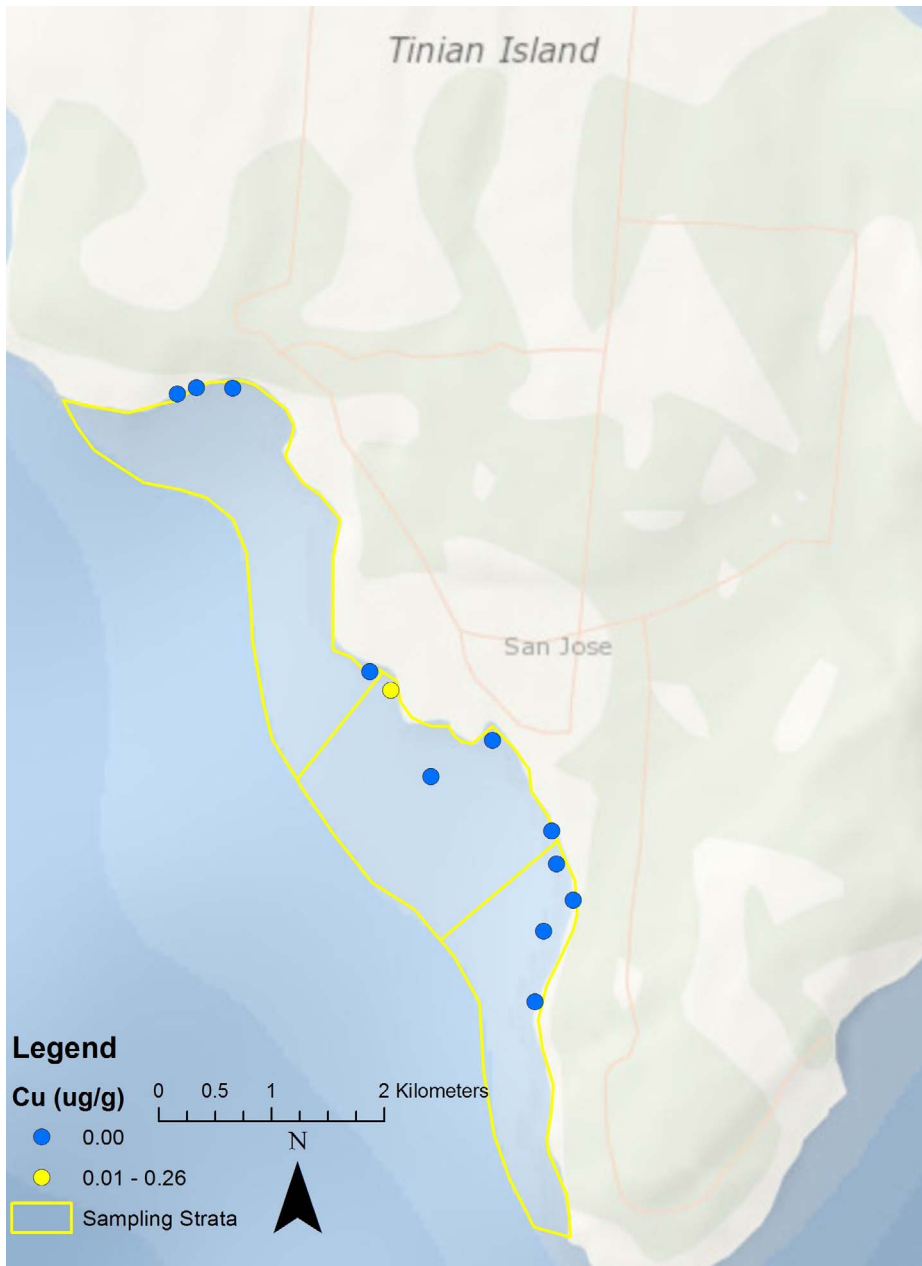 Tinian Island
San Jose
Legend
Cu (ug/g)
0 0.5 1 2 Kilometers
0.00
N
0.01 - 0.26
Sampling Strata